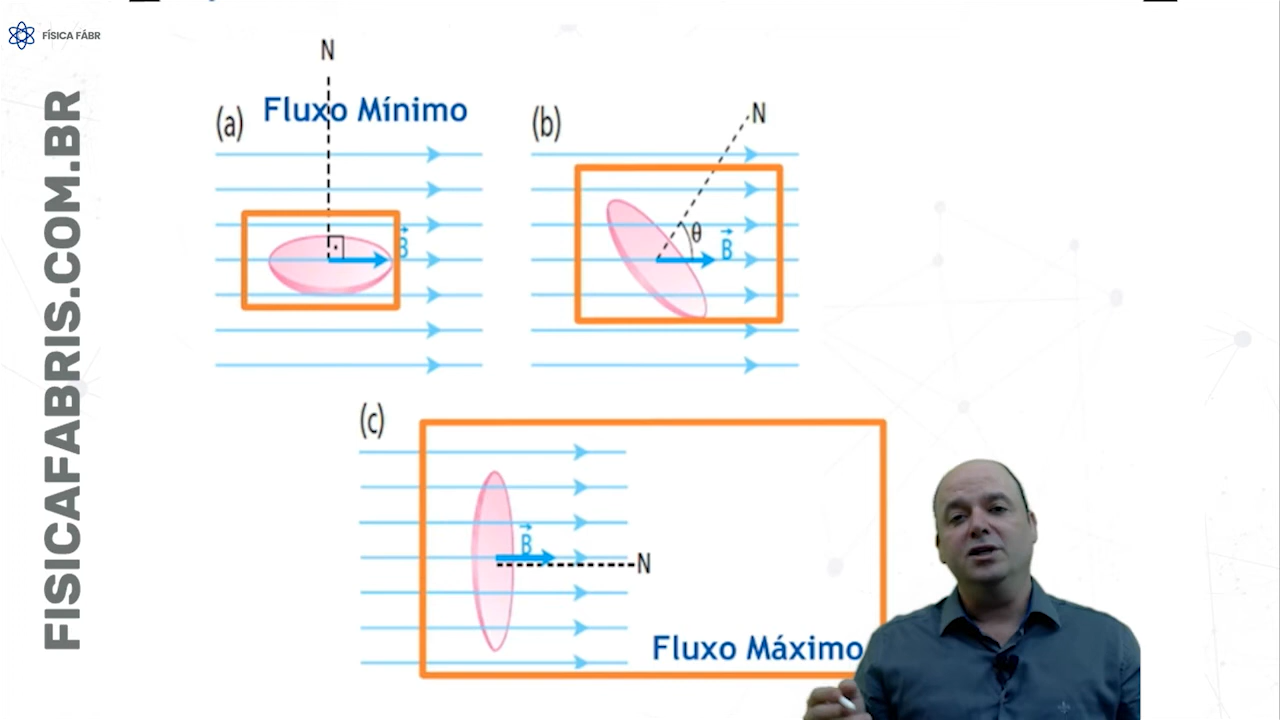 FÍSICA FÁBR
FISICAFABRIS.COM.BR
N
(a)
Fluxo Mínimo
B
(b)
N
θ
B
(c)
B
N
Fluxo Máximo